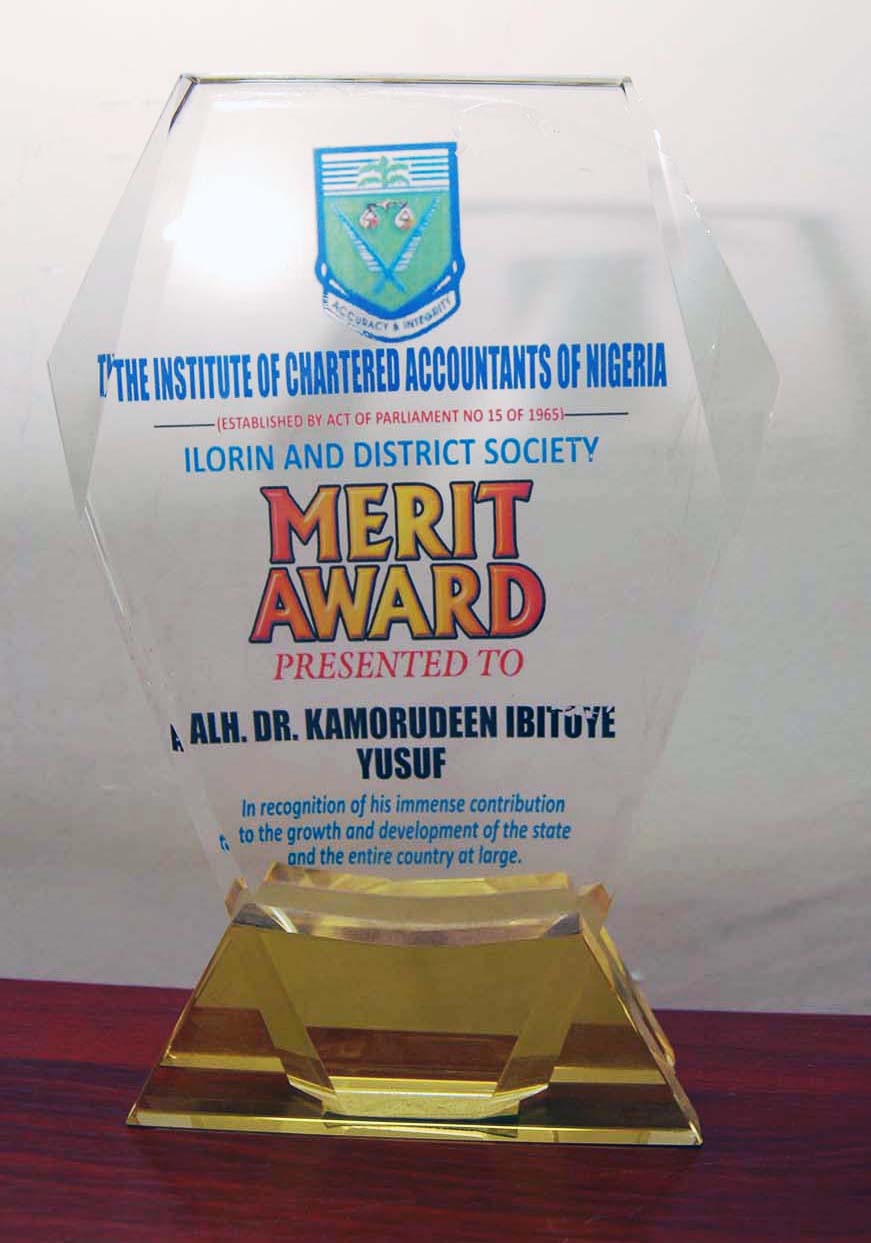 ACCURACY & INTEGRITY
THE INSTITUTE OF CHARTERED ACCOUNTANTS OF NIGERIA
(ESTABLISHED BY ACT OF PARLIAMENT NO 15 OF 1965)
ILORIN AND DISTRICT SOCIETY
MERIT
AWARD
PRESENTED TO
ALH. DR. KAMORUDEEN IBITOYE
YUSUF
In recognition of his immense contribution
to the growth and development of the state
and the entire country at large.